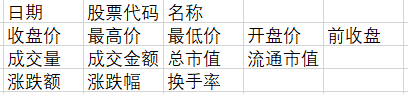 日期 股票代码 名称
收盘价 最高价 最低价 开盘价 前收盘
成交量 成交金额 总市值 流通市值
涨跌额 涨跌幅 换手率